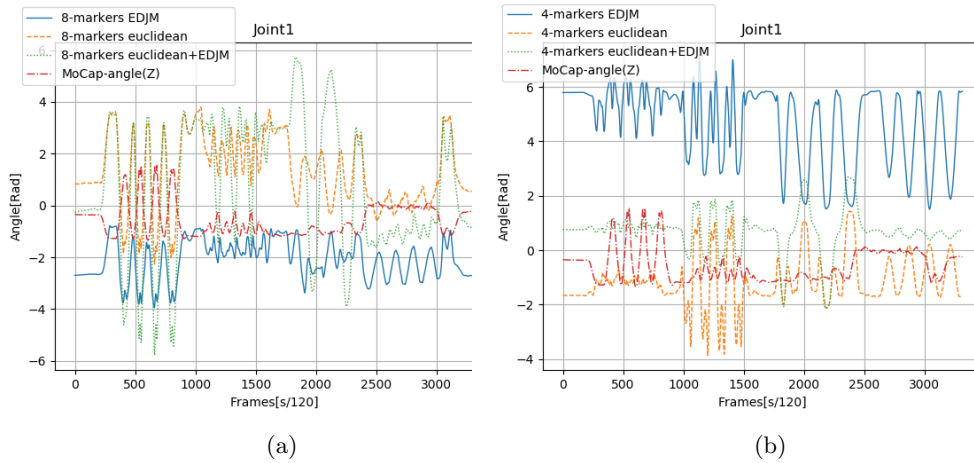 8-markers EDJM
8-markers euclidean
8-markers euclidean+EDJM
MoCap-angle(Z)
Joint1
6
4
2
0
−2
−4
−6
Angle[Rad]
0
500
1000
1500
2000
2500
3000
Frames[s/120]
(a)
4-markers EDJM
4-markers euclidean
4-markers euclidean+EDJM
MoCap-angle(Z)
Joint1
6
4
2
0
−2
−4
Angle[Rad]
0
500
1000
1500
2000
2500
3000
Frames[s/120]
(b)